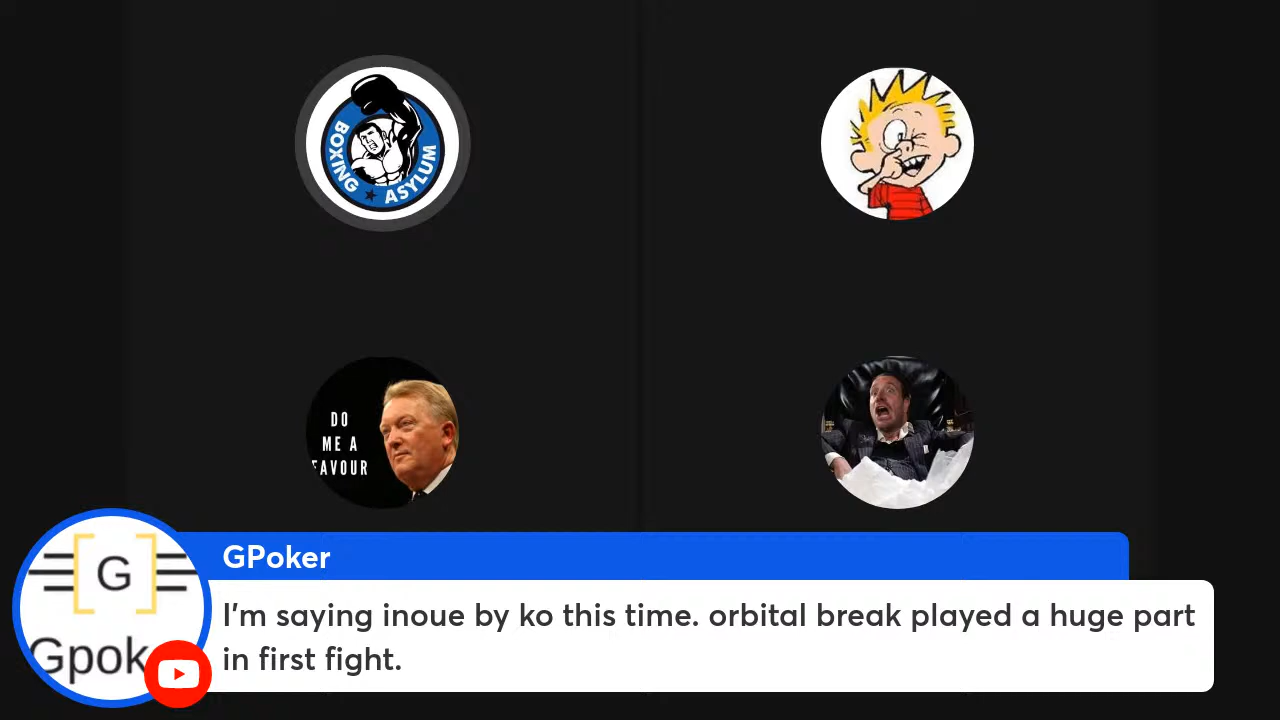 BOXING ASYLUM
DO
ME A
FAVOUR
G
Gpok
GPoker
I'm saying inoue by ko this time. orbital break played a huge part
in first fight.